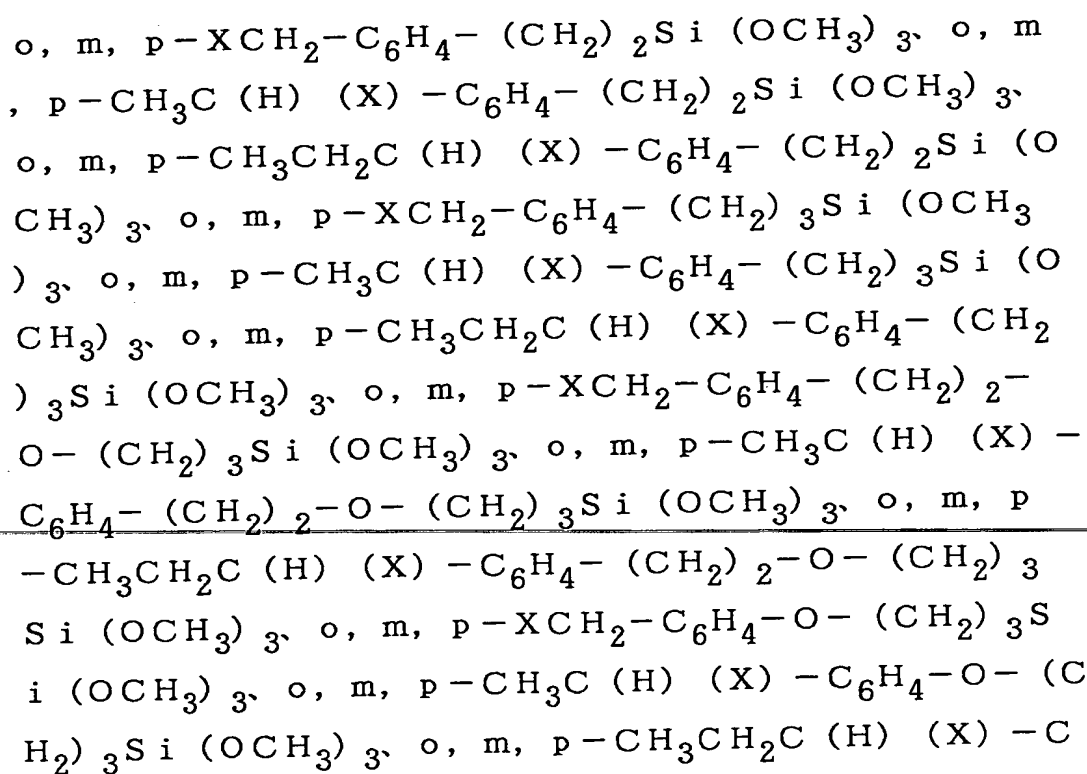 o, m, p－XCH₂－C₆H₄－ (CH₂) ₂Si (OCH₃) ₃、 o, m
, p－CH₃C (H) (X) －C₆H₄－ (CH₂) ₂Si (OCH₃) ₃、
o, m, p－CH₃CH₂C (H) (X) －C₆H₄－ (CH₂) ₂Si (O
CH₃) ₃、 o, m, p－XCH₂－C₆H₄－ (CH₂) ₃Si (OCH₃
) ₃、 o, m, p－CH₃C (H) (X) －C₆H₄－ (CH₂) ₃Si (O
CH₃) ₃、 o, m, p－CH₃CH₂C (H) (X) －C₆H₄－ (CH₂
) ₃Si (OCH₃) ₃、 o, m, p－XCH₂－C₆H₄－ (CH₂) ₂－
O－ (CH₂) ₃Si (OCH₃) ₃、 o, m, p－CH₃C (H) (X) －
C₆H₄－ (CH₂) ₂－O－ (CH₂) ₃Si (OCH₃) ₃、 o, m, p
－CH₃CH₂C (H) (X) －C₆H₄－ (CH₂) ₂－O－ (CH₂) ₃
Si (OCH₃) ₃、 o, m, p－XCH₂－C₆H₄－O－ (CH₂) ₃S
i (OCH₃) ₃、 o, m, p－CH₃C (H) (X) －C₆H₄－O－ (C
H₂) ₃Si (OCH₃) ₃、 o, m, p－CH₃CH₂C (H) (X) －C